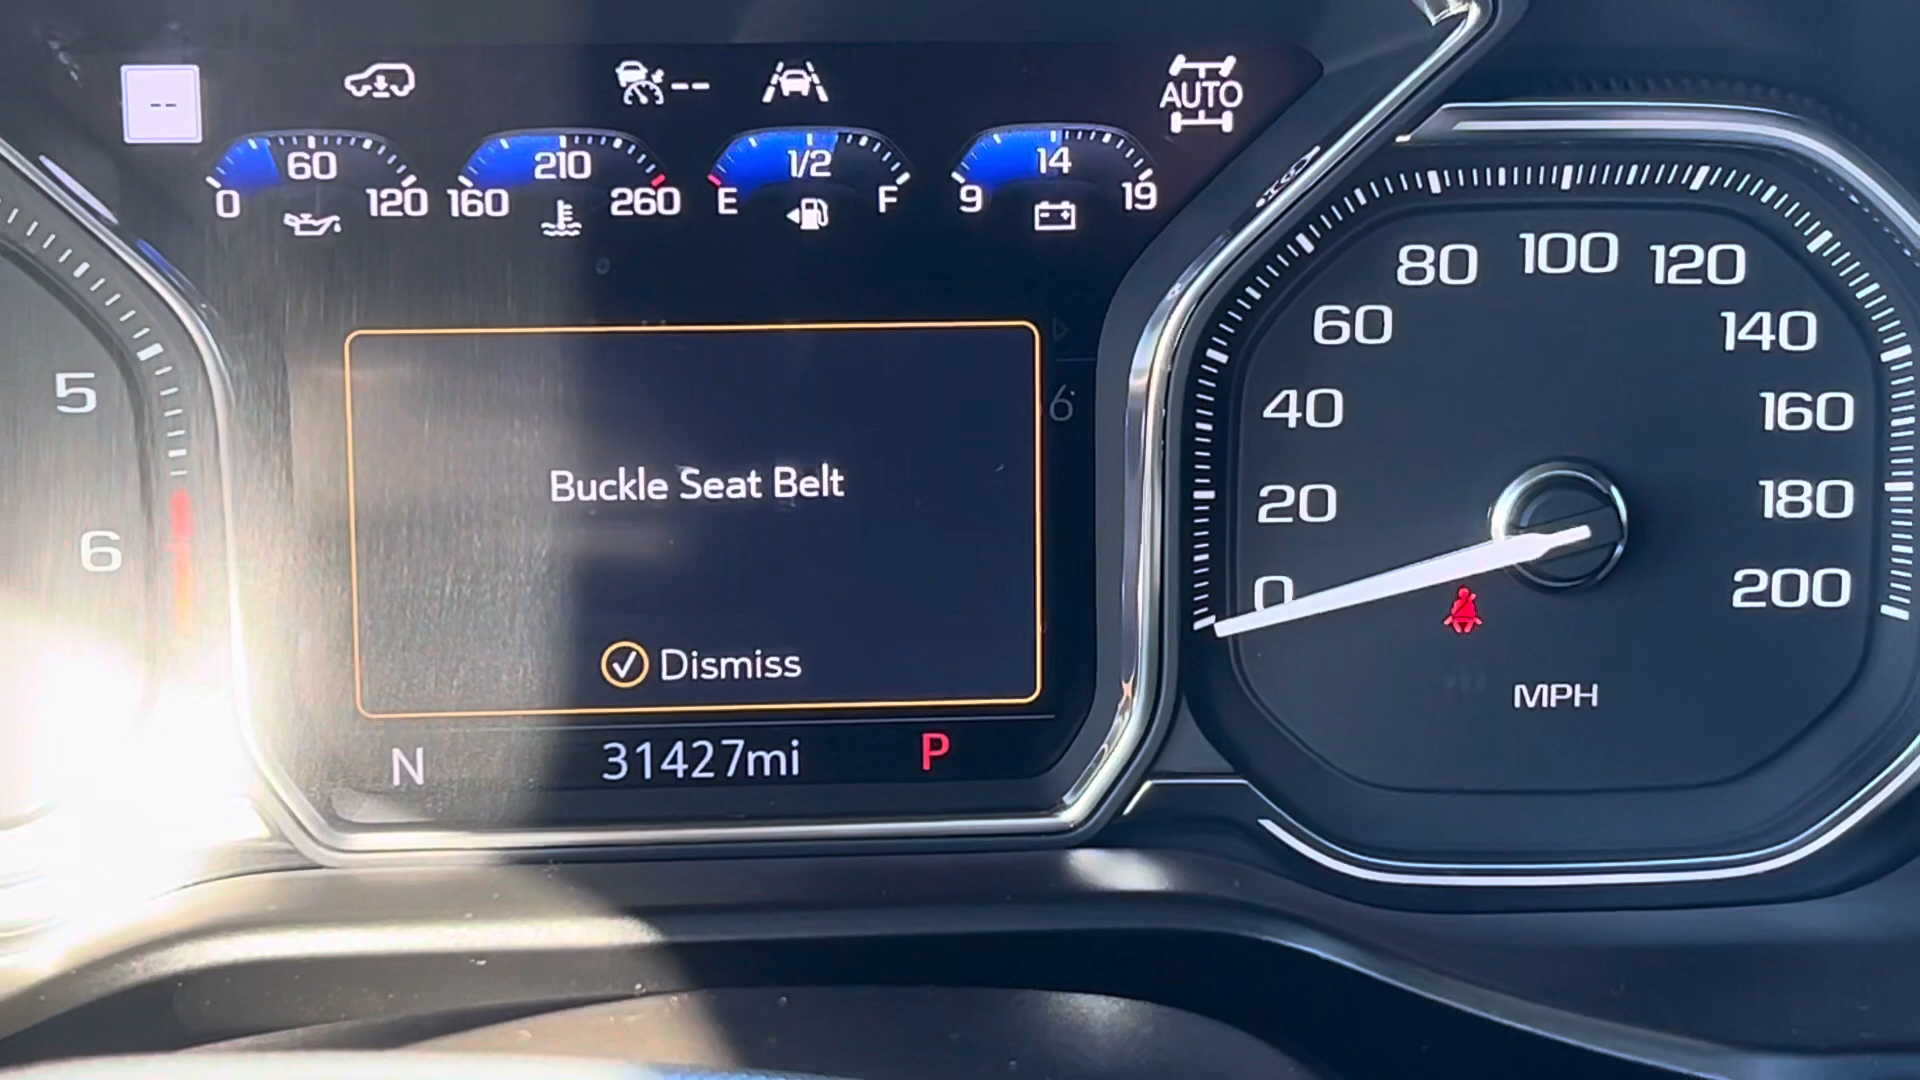 --
--
AUTO
0 60 120
160 210 260
E 1/2 F
9 14 19
5
6
Buckle Seat Belt
Dismiss
N 31427mi P
0 20 40 60 80 100 120 140 160 180 200
MPH